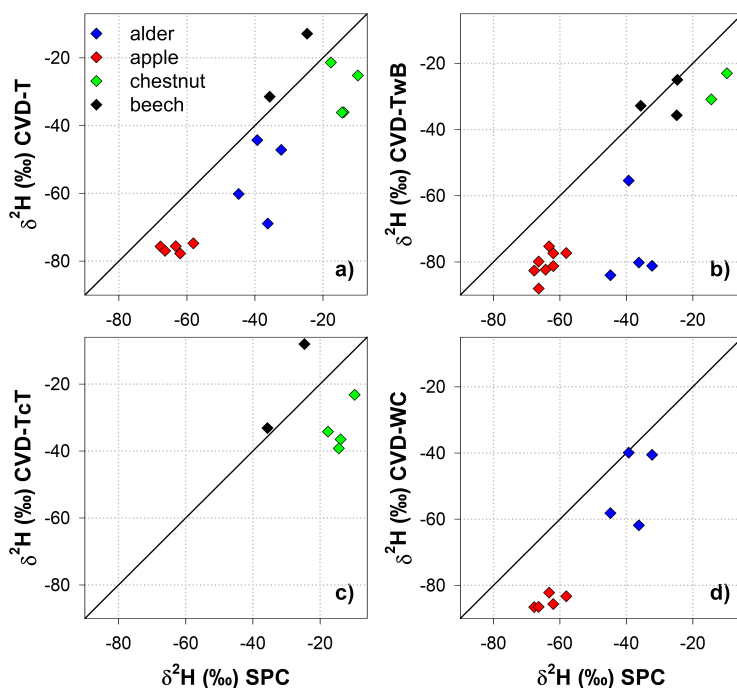 alder
apple
chestnut
beech
-20
-40
-60
-80
δ²H (‰) CVD-T
a)
-80 -60 -40 -20
-20
-40
-60
-80
δ²H (‰) CVD-TwB
b)
-80 -60 -40 -20
-20
-40
-60
-80
δ²H (‰) CVD-TcT
c)
-80 -60 -40 -20
δ²H (‰) SPC
-20
-40
-60
-80
δ²H (‰) CVD-WC
d)
-80 -60 -40 -20
δ²H (‰) SPC